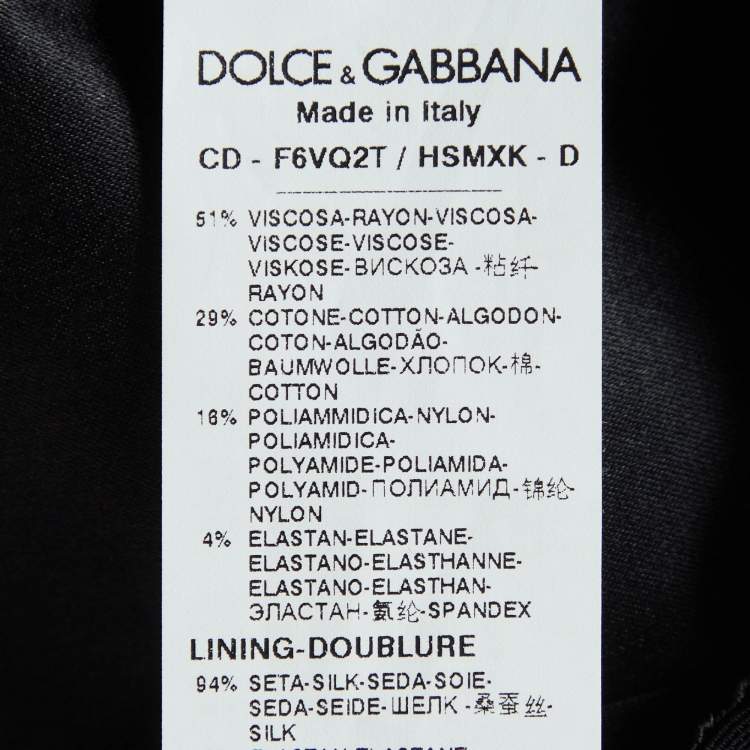 DOLCE & GABBANA
Made in Italy
CD - F6VQ2T / HSMXK - D
51% VISCOSA-RAYON-VISCOSA-
VISCOSE-VISCOSE-
VISKOSE-ВИСКОЗА -粘纤-
RAYON
29% COTONE-COTTON-ALGODON-
COTON-ALGODÃO-
BAUMWOLLE-ХЛОПОК-棉-
COTTON
16% POLIAMMIDICA-NYLON-
POLIAMIDICA-
POLYAMIDE-POLIAMIDA-
POLYAMID-ПОЛИАМИД-锦纶-
NYLON
4% ELASTAN-ELASTANE-
ELASTANO-ELASTHANNE-
ELASTANO-ELASTHAN-
ЭЛАСТАН-氨纶-SPANDEX
LINING-DOUBLURE
94% SETA-SILK-SEDA-SOIE-
SEDA-SEIDE-ШЕЛК -桑蚕丝-
SILK